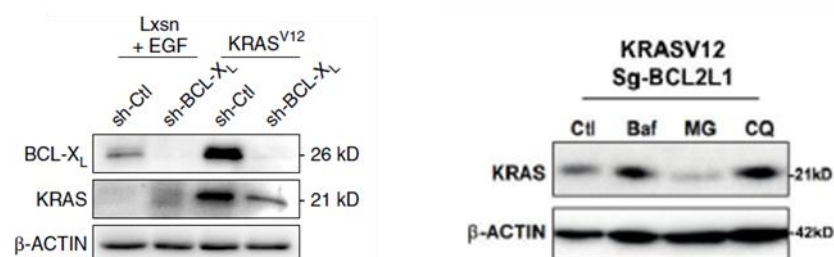 Lxsn
+ EGF
KRASV12
sh-Ctl
sh-BCL-XL
sh-Ctl
sh-BCL-XL
BCL-XL
- 26 kD
KRAS
- 21 kD
β-ACTIN
KRASV12
Sg-BCL2L1
Ctl Baf MG CQ
KRAS
-21kD
β-ACTIN
-42kD